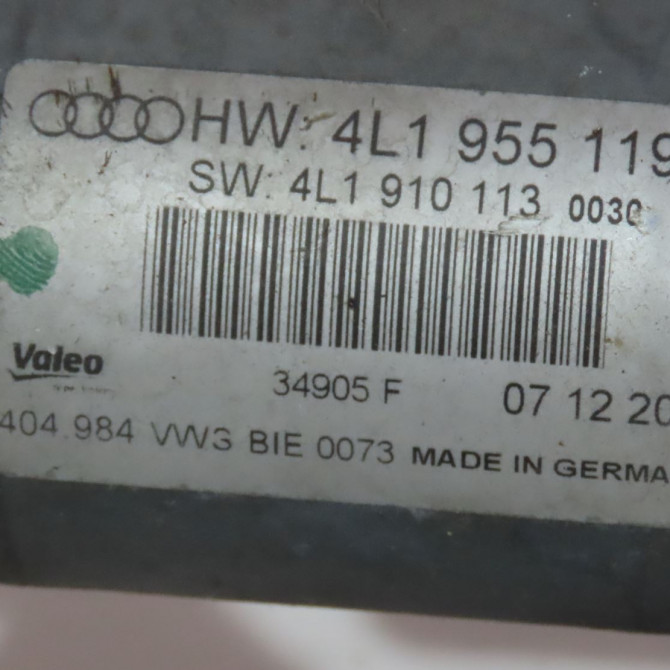 HW: 4L1 955 119
SW: 4L1 910 113 0030
Valeo
34905 F 07 12 20
404.984 VW3 BIE 0073 MADE IN GERMA